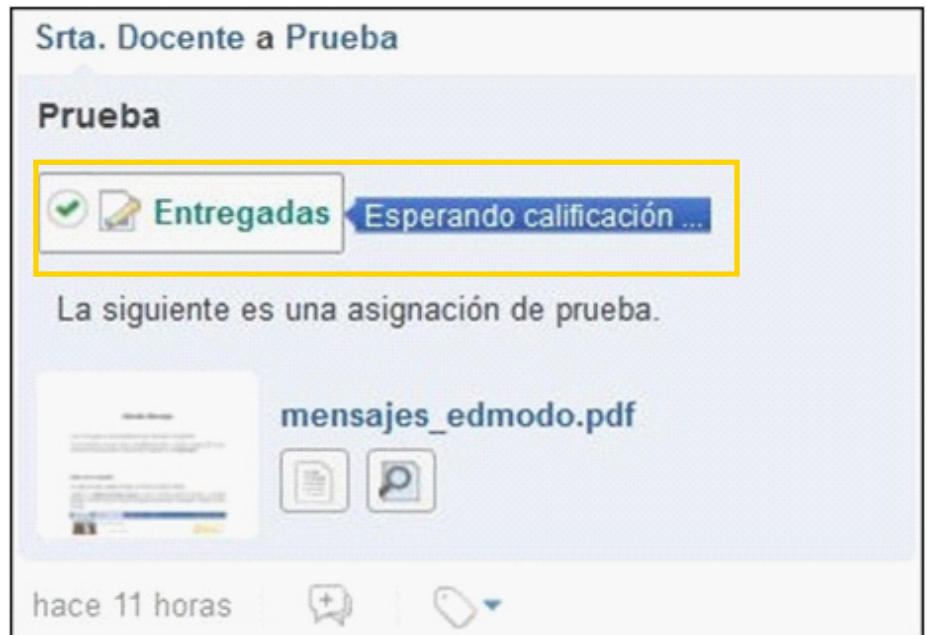 Srta. Docente a Prueba
Prueba
Entregadas Esperando calificación ...
La siguiente es una asignación de prueba.
mensajes_edmodo.pdf
hace 11 horas